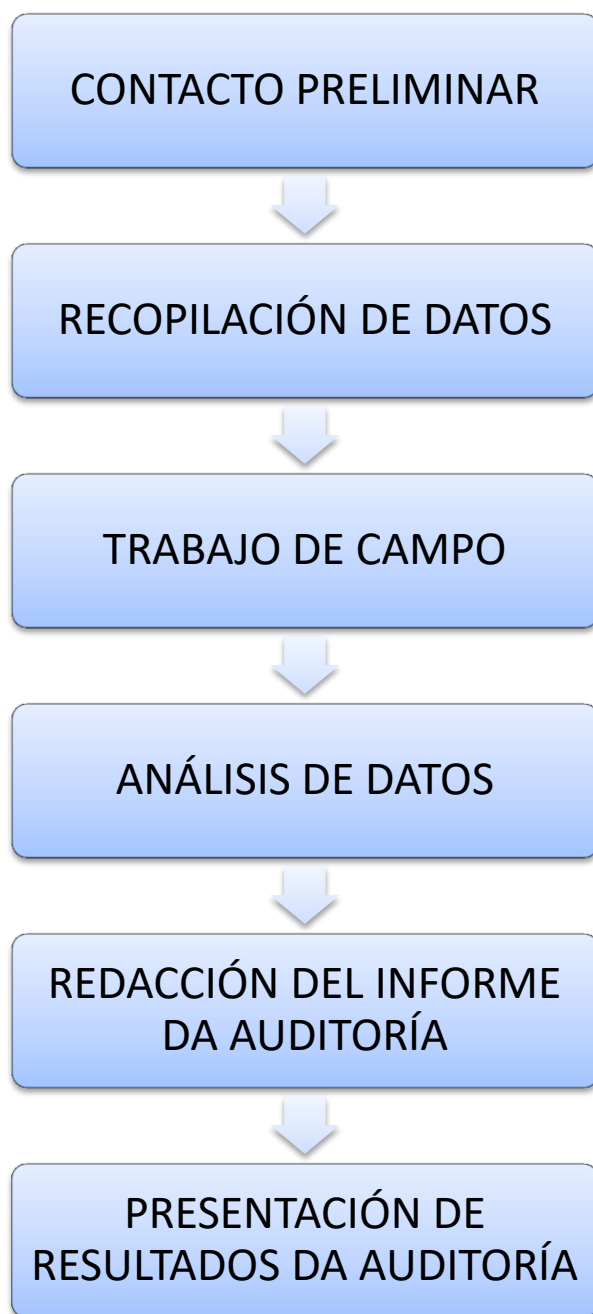 CONTACTO PRELIMINAR
RECOPILACIÓN DE DATOS
TRABAJO DE CAMPO
ANÁLISIS DE DATOS
REDACCIÓN DEL INFORME
DA AUDITORÍA
PRESENTACIÓN DE
RESULTADOS DA AUDITORÍA